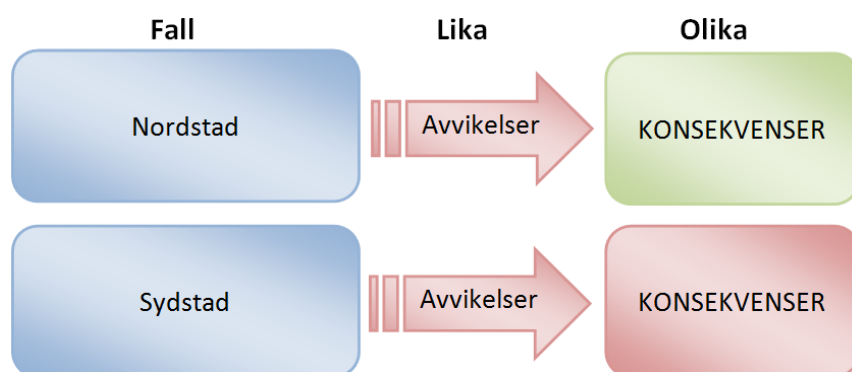 Fall Lika Olika
Nordstad Avvikelser KONSEKVENSER
Sydstad Avvikelser KONSEKVENSER